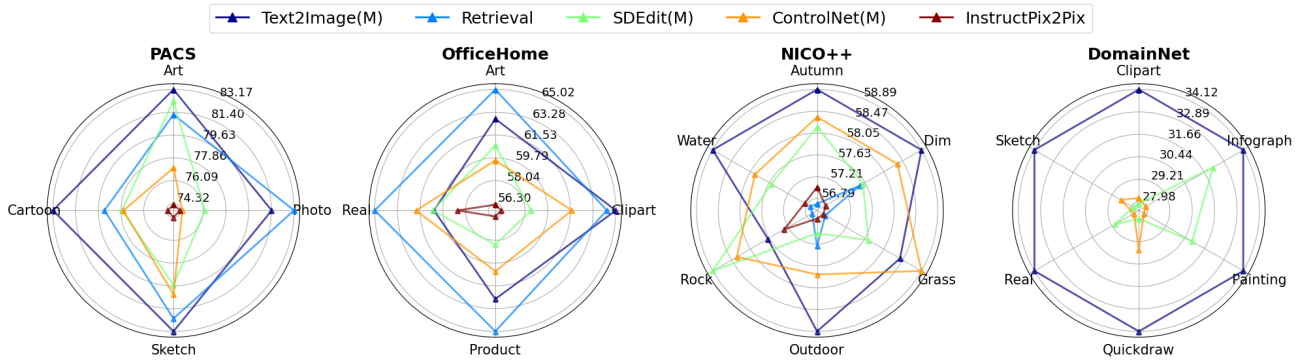 Text2Image(M) Retrieval SDEdit(M) ControlNet(M) InstructPix2Pix
PACS
Art
83.17
81.40
79.63
77.86
76.09
74.32
Cartoon
Photo
Sketch
OfficeHome
Art
65.02
63.28
61.53
59.79
58.04
56.30
Real
Clipart
Product
NICO++
Autumn
58.89
58.47
58.05
57.63
57.21
56.79
Water
Dim
Rock
Grass
Outdoor
DomainNet
Clipart
34.12
32.89
31.66
30.44
29.21
27.98
Sketch
Infograph
Real
Painting
Quickdraw